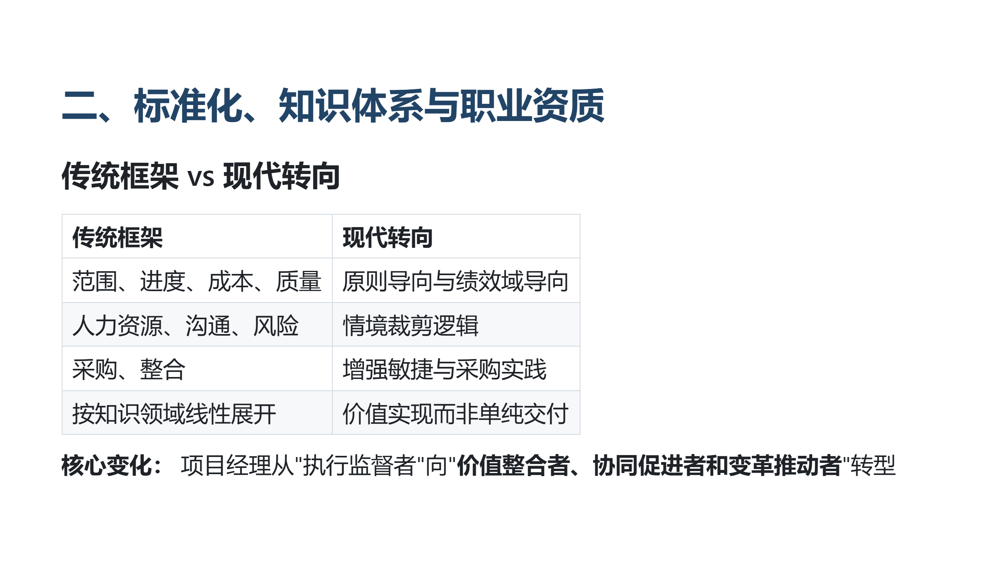 二、标准化、知识体系与职业资质
传统框架 vs 现代转向
传统框架 现代转向
范围、进度、成本、质量 原则导向与绩效域导向
人力资源、沟通、风险 情境裁剪逻辑
采购、整合 增强敏捷与采购实践
按知识领域线性展开 价值实现而非单纯交付
核心变化： 项目经理从"执行监督者"向"价值整合者、协同促进者和变革推动者"转型